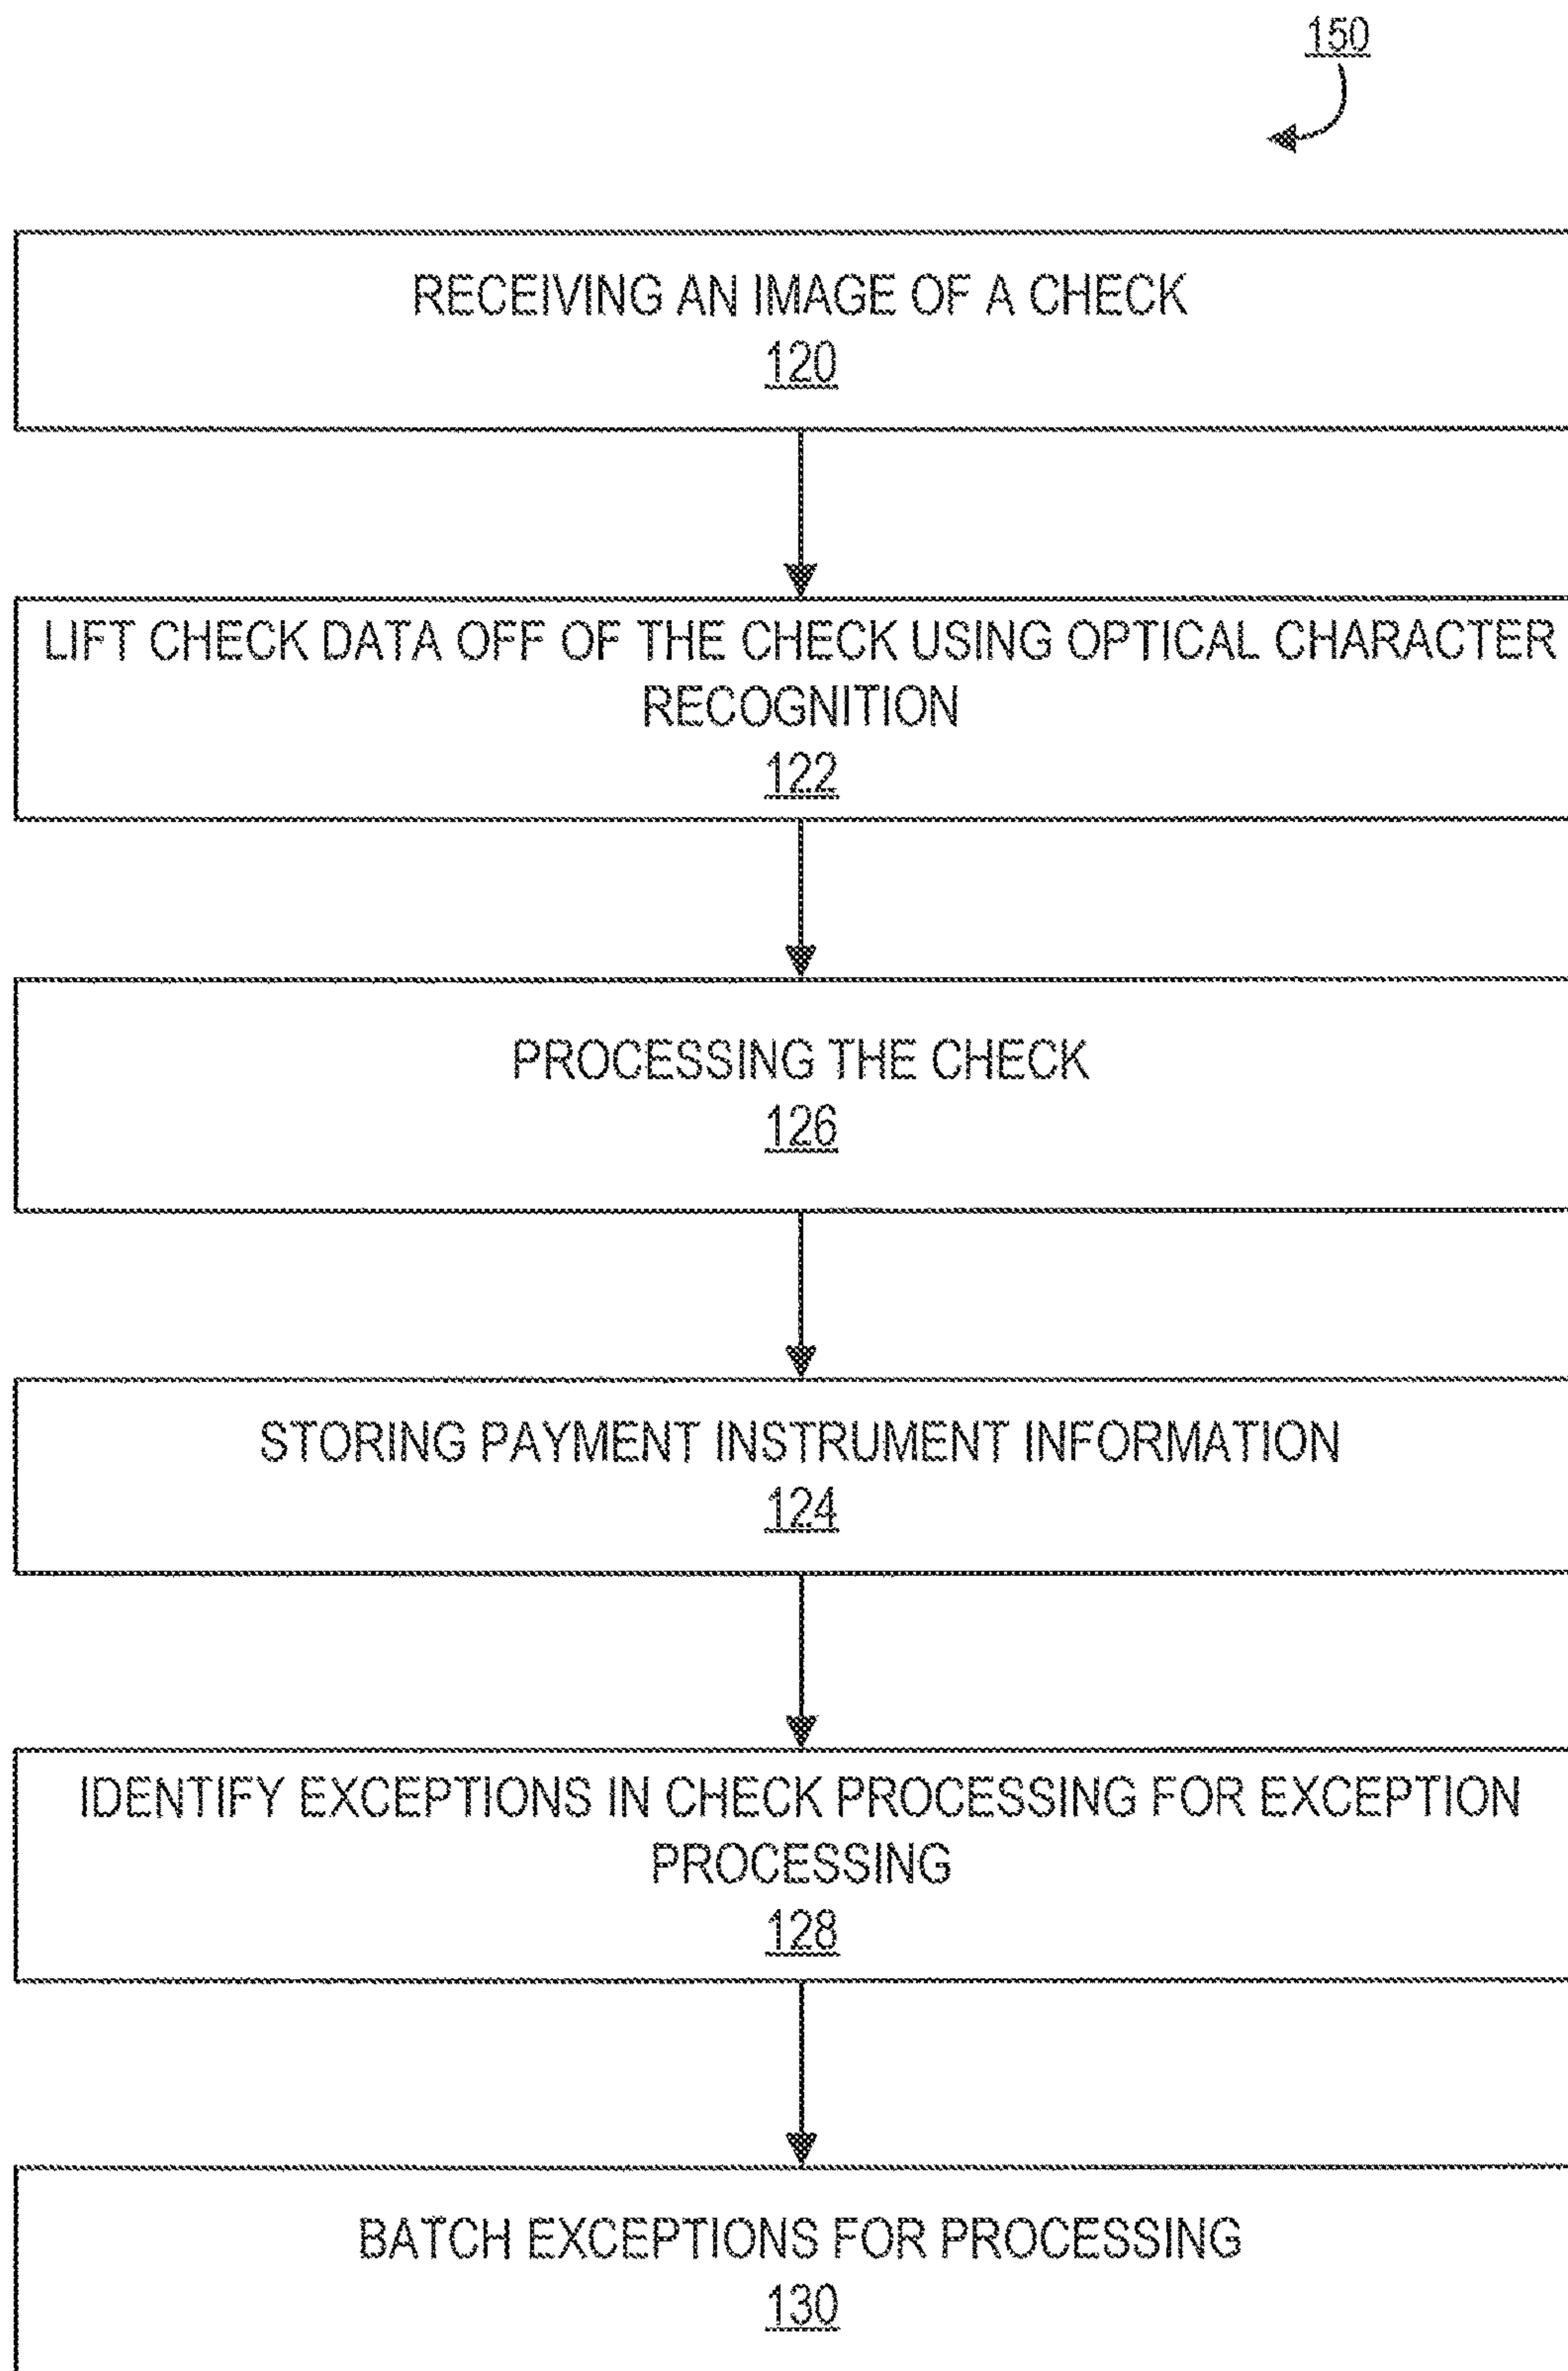 150
RECEIVING AN IMAGE OF A CHECK
120
LIFT CHECK DATA OFF OF THE CHECK USING OPTICAL CHARACTER
RECOGNITION
122
PROCESSING THE CHECK
126
STORING PAYMENT INSTRUMENT INFORMATION
124
IDENTIFY EXCEPTIONS IN CHECK PROCESSING FOR EXCEPTION
PROCESSING
128
BATCH EXCEPTIONS FOR PROCESSING
130